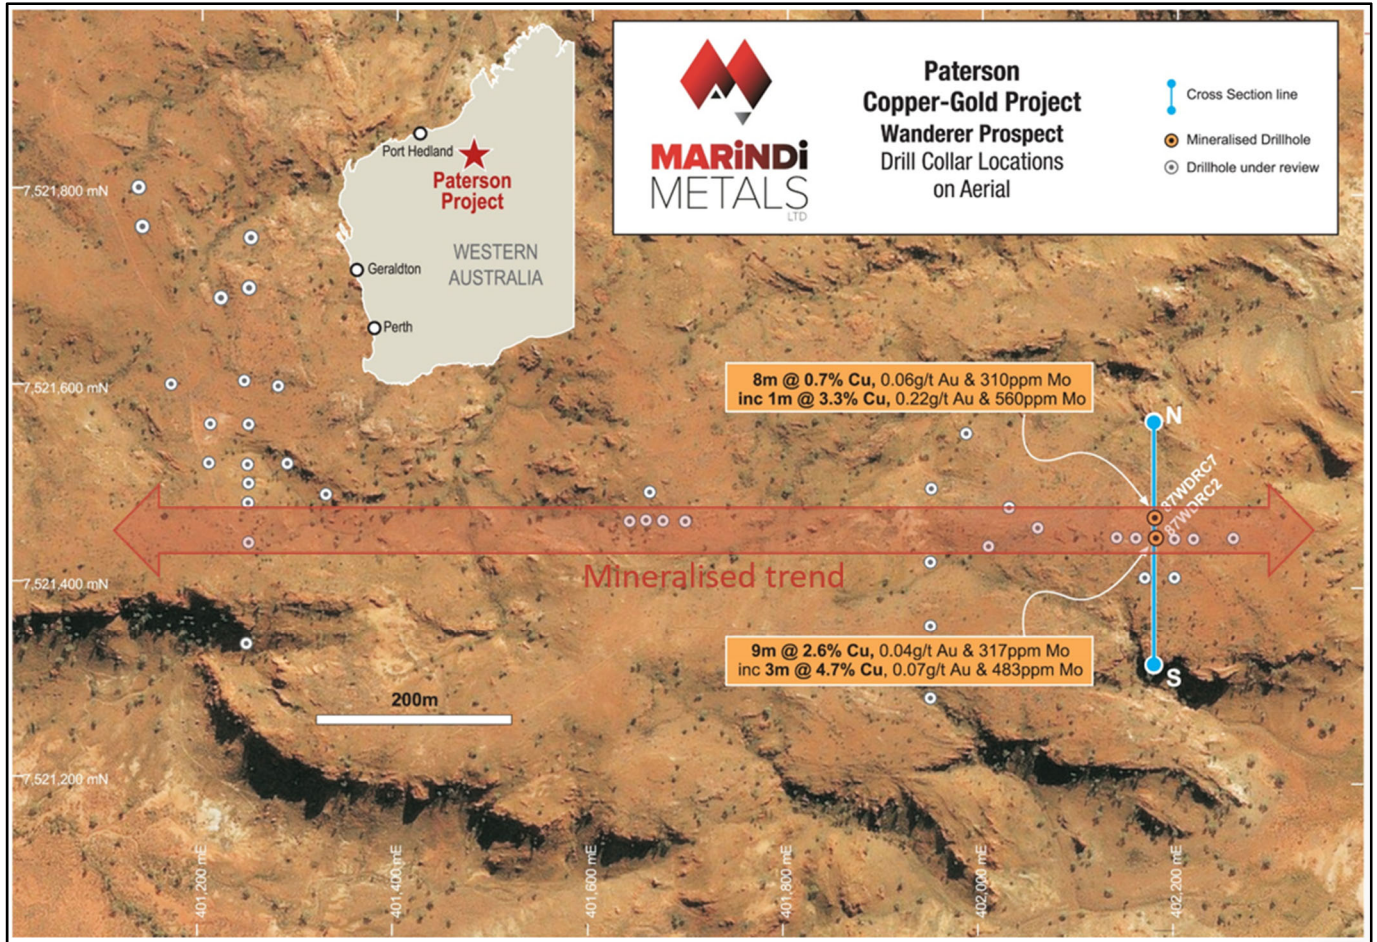 MARiNDi
METALS
LTD
Paterson
Copper-Gold Project
Wanderer Prospect
Drill Collar Locations
on Aerial
Cross Section line
Mineralised Drillhole
Drillhole under review
Port Hedland
Paterson
Project
WESTERN
AUSTRALIA
Geraldton
Perth
7,521,800 mN
7,521,600 mN
7,521,400 mN
7,521,200 mN
8m @ 0.7% Cu, 0.06g/t Au & 310ppm Mo
inc 1m @ 3.3% Cu, 0.22g/t Au & 560ppm Mo
N
87WDRC7
87WDRC2
Mineralised trend
9m @ 2.6% Cu, 0.04g/t Au & 317ppm Mo
inc 3m @ 4.7% Cu, 0.07g/t Au & 483ppm Mo
S
200m
401,200 mE
401,400 mE
401,600 mE
401,800 mE
402,000 mE
402,200 mE